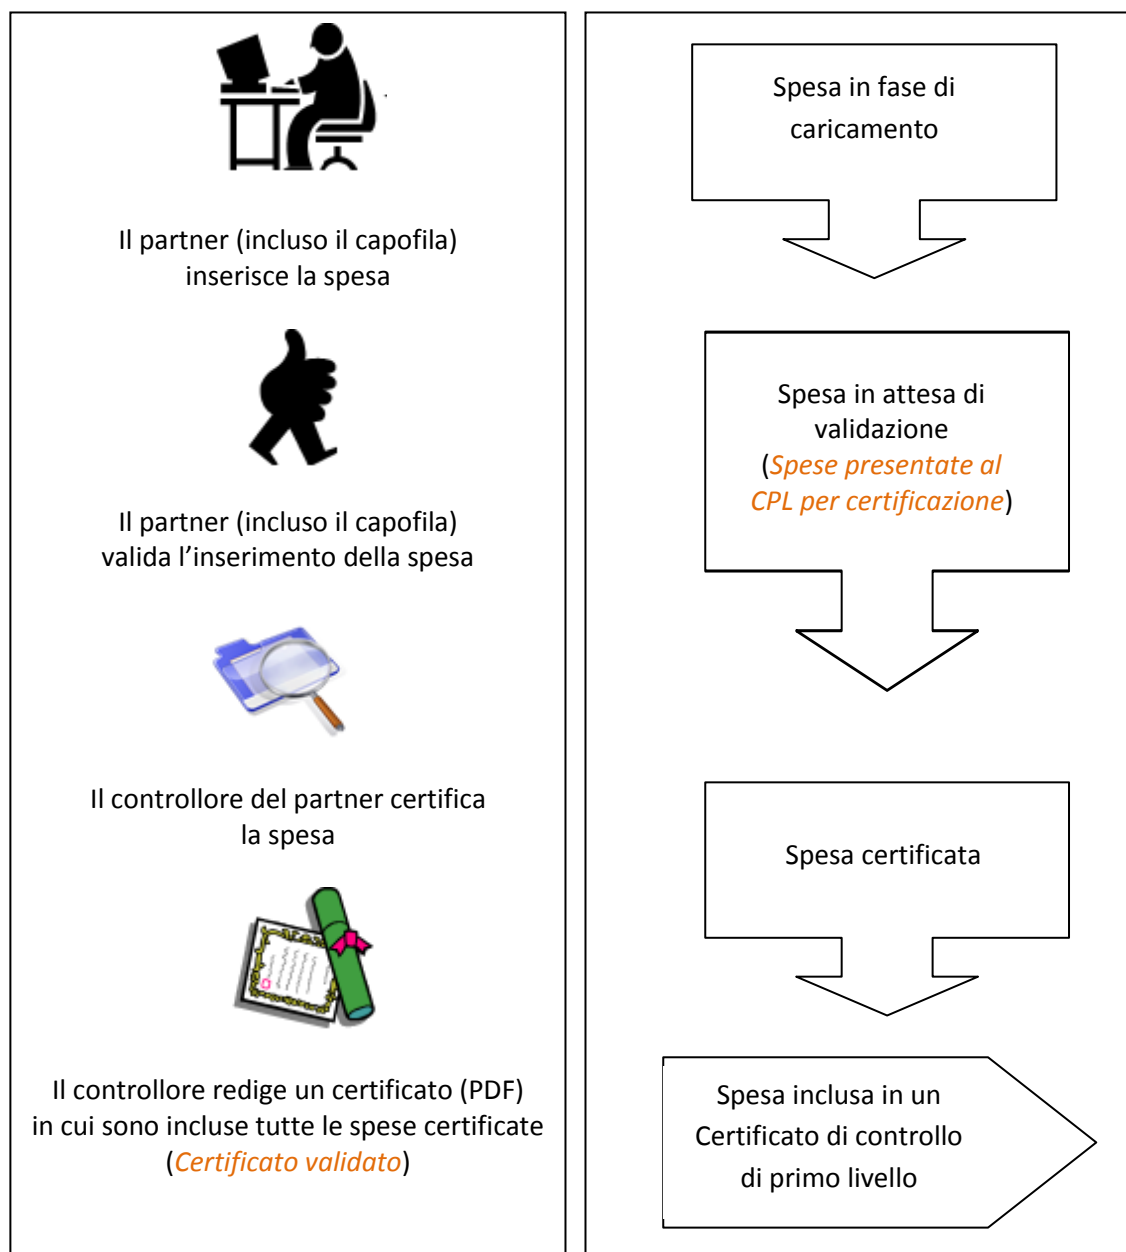 Il partner (incluso il capofila)
inserisce la spesa
Il partner (incluso il capofila)
valida l’inserimento della spesa
Il controllore del partner certifica
la spesa
Il controllore redige un certificato (PDF)
in cui sono incluse tutte le spese certificate
(Certificato validato)
Spesa in fase di
caricamento
Spesa in attesa di
validazione
(Spese presentate al
CPL per certificazione)
Spesa certificata
Spesa inclusa in un
Certificato di controllo
di primo livello